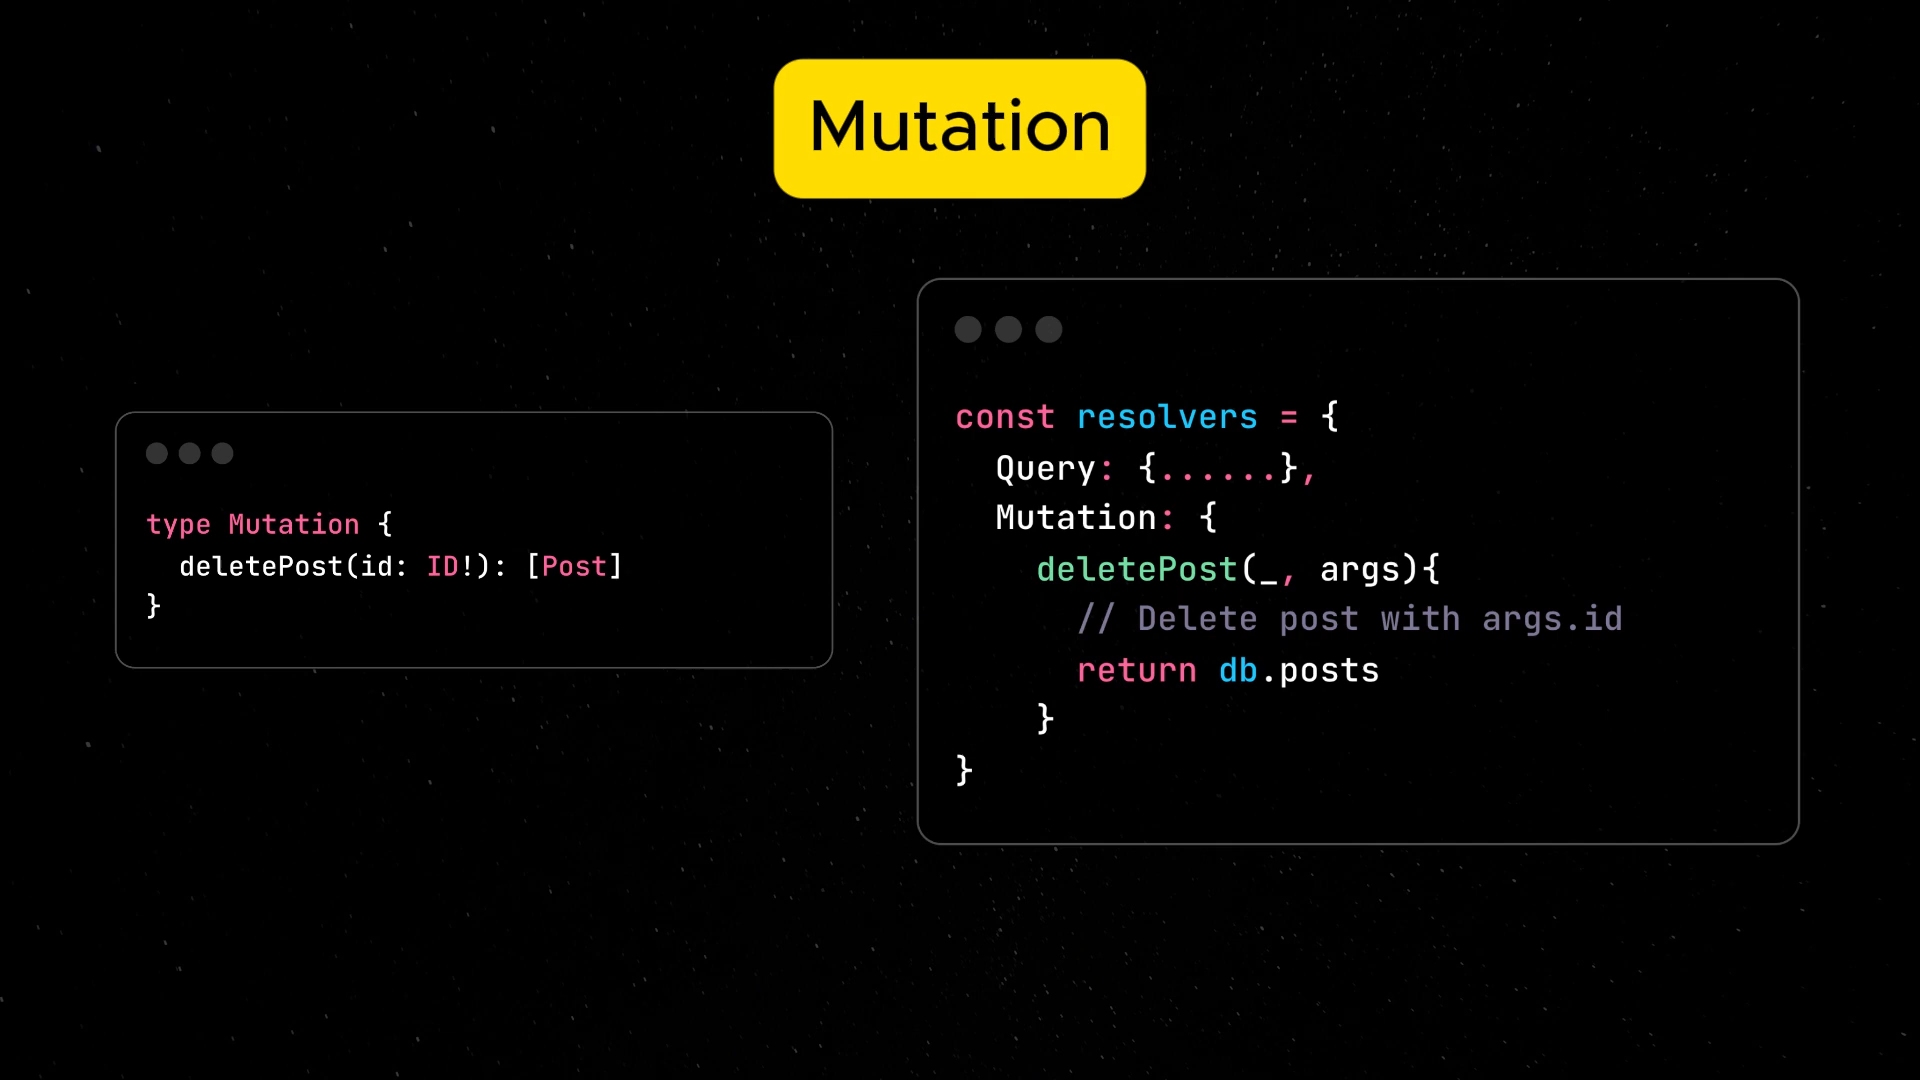 Mutation
type Mutation {
  deletePost(id: ID!): [Post]
}
const resolvers = {
  Query: {......},
  Mutation: {
    deletePost(_, args){
      // Delete post with args.id
      return db.posts
    }
}